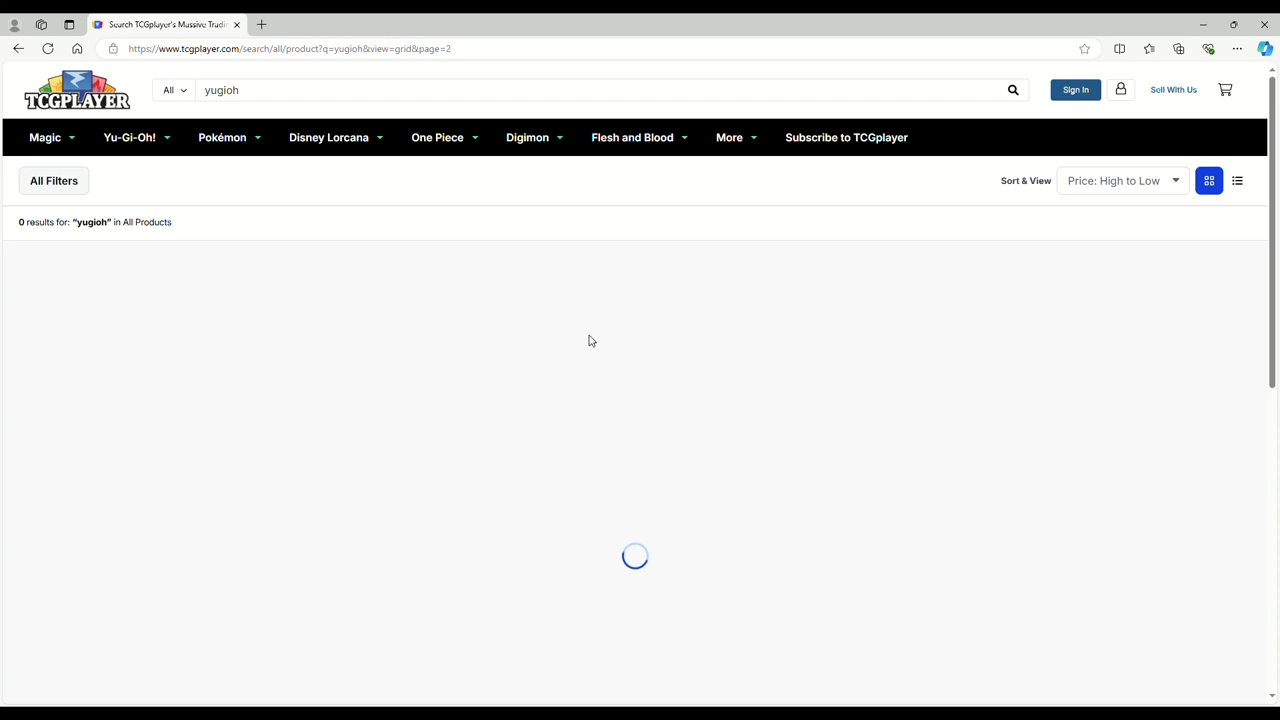 Search TCGplayer's Massive Tradi
https://www.tcgplayer.com/search/all/product?q=yugioh&view=grid&page=2
TCGPLAYER
All
yugioh
Sign In
Sell With Us
Magic
Yu-Gi-Oh!
Pokémon
Disney Lorcana
One Piece
Digimon
Flesh and Blood
More
Subscribe to TCGplayer
All Filters
Sort & View
Price: High to Low
0 results for: "yugioh" in All Products